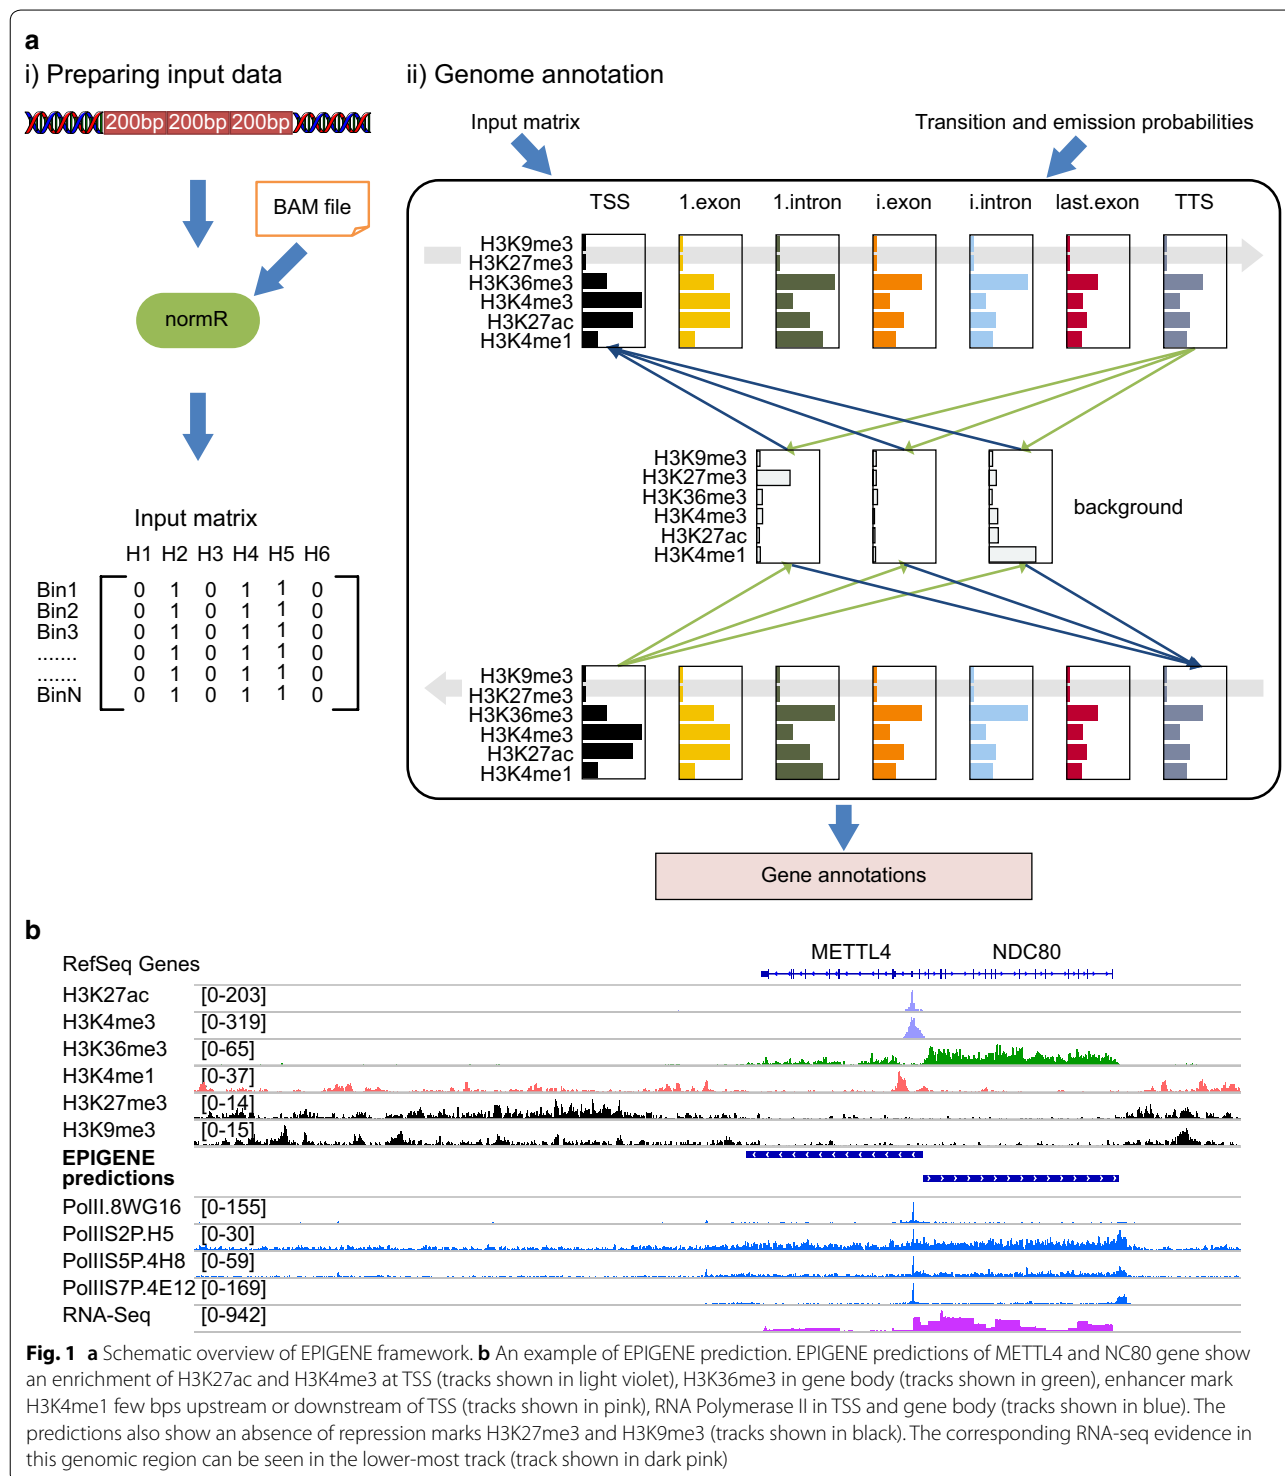 a
i) Preparing input data
200bp 200bp 200bp
BAM file
normR
Input matrix
H1 H2 H3 H4 H5 H6
Bin1 0 1 0 1 1 0
Bin2 0 1 0 1 1 0
Bin3 0 1 0 1 1 0
....... 0 1 0 1 1 0
....... 0 1 0 1 1 0
BinN 0 1 0 1 1 0
ii) Genome annotation
Input matrix
Transition and emission probabilities
TSS 1.exon 1.intron i.exon i.intron last.exon TTS
H3K9me3
H3K27me3
H3K36me3
H3K4me3
H3K27ac
H3K4me1
H3K9me3
H3K27me3
H3K36me3
H3K4me3
H3K27ac
H3K4me1
background
H3K9me3
H3K27me3
H3K36me3
H3K4me3
H3K27ac
H3K4me1
Gene annotations
b
METTL4 NDC80
RefSeq Genes
H3K27ac [0-203]
H3K4me3 [0-319]
H3K36me3 [0-65]
H3K4me1 [0-37]
H3K27me3 [0-14]
H3K9me3 [0-15]
EPIGENE
predictions
PolII.8WG16 [0-155]
PolIIS2P.H5 [0-30]
PolIIS5P.4H8 [0-59]
PolIIS7P.4E12 [0-169]
RNA-Seq [0-942]
Fig. 1 a Schematic overview of EPIGENE framework. b An example of EPIGENE prediction. EPIGENE predictions of METTL4 and NC80 gene show
an enrichment of H3K27ac and H3K4me3 at TSS (tracks shown in light violet), H3K36me3 in gene body (tracks shown in green), enhancer mark
H3K4me1 few bps upstream or downstream of TSS (tracks shown in pink), RNA Polymerase II in TSS and gene body (tracks shown in blue). The
predictions also show an absence of repression marks H3K27me3 and H3K9me3 (tracks shown in black). The corresponding RNA-seq evidence in
this genomic region can be seen in the lower-most track (track shown in dark pink)